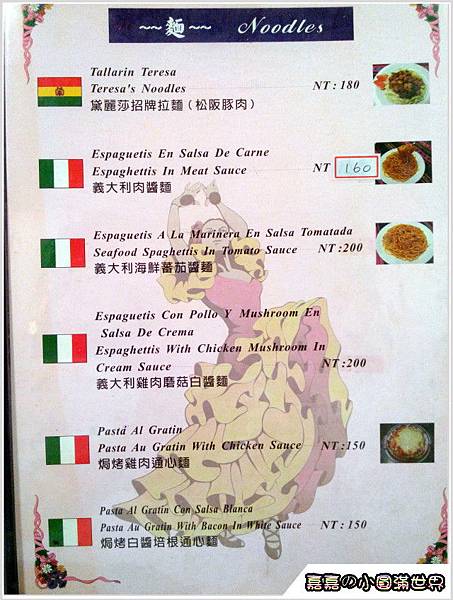 ~~麵~~ Noodles
Tallarin Teresa
Teresa's Noodles NT:180
黛麗莎招牌拉麵(松阪豚肉)
Espaguetis En Salsa De Carne
Espaghettis In Meat Sauce NT 160
義大利肉醬麵
Espaguetis A La Marinera En Salsa Tomatada
Seafood Spaghettis In Tomato Sauce NT:200
義大利海鮮蕃茄醬麵
Espaguetis Con Pollo Y Mushroom En
Salsa De Crema
Espaghettis With Chicken Mushroom In
Cream Sauce NT:200
義大利雞肉磨菇白醬麵
Pastá Al Gratin
Pasta Au Gratin With Chicken Sauce NT:150
焗烤雞肉通心麵
Pasta Al Gratin Con Salsa Blanca
Pasta Au Gratin With Bacon In White Sauce NT:150
焗烤白醬培根通心麵
嘉嘉の小圓滿世界